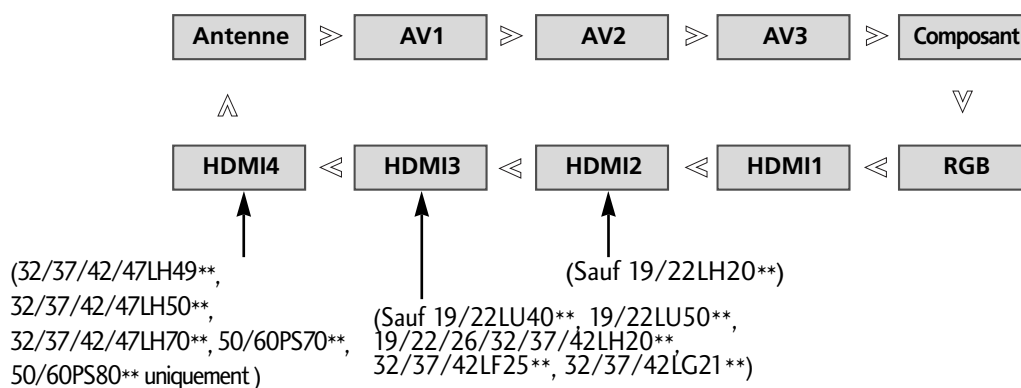 Antenne AV1 AV2 AV3 Composant
HDMI4 HDMI3 HDMI2 HDMI1 RGB
(32/37/42/47LH49**,
32/37/42/47LH50**,
32/37/42/47LH70**, 50/60PS70**,
50/60PS80** uniquement )
(Sauf 19/22LU40**, 19/22LU50**,
19/22/26/32/37/42LH20**,
32/37/42LF25**, 32/37/42LG21**)
(Sauf 19/22LH20**)